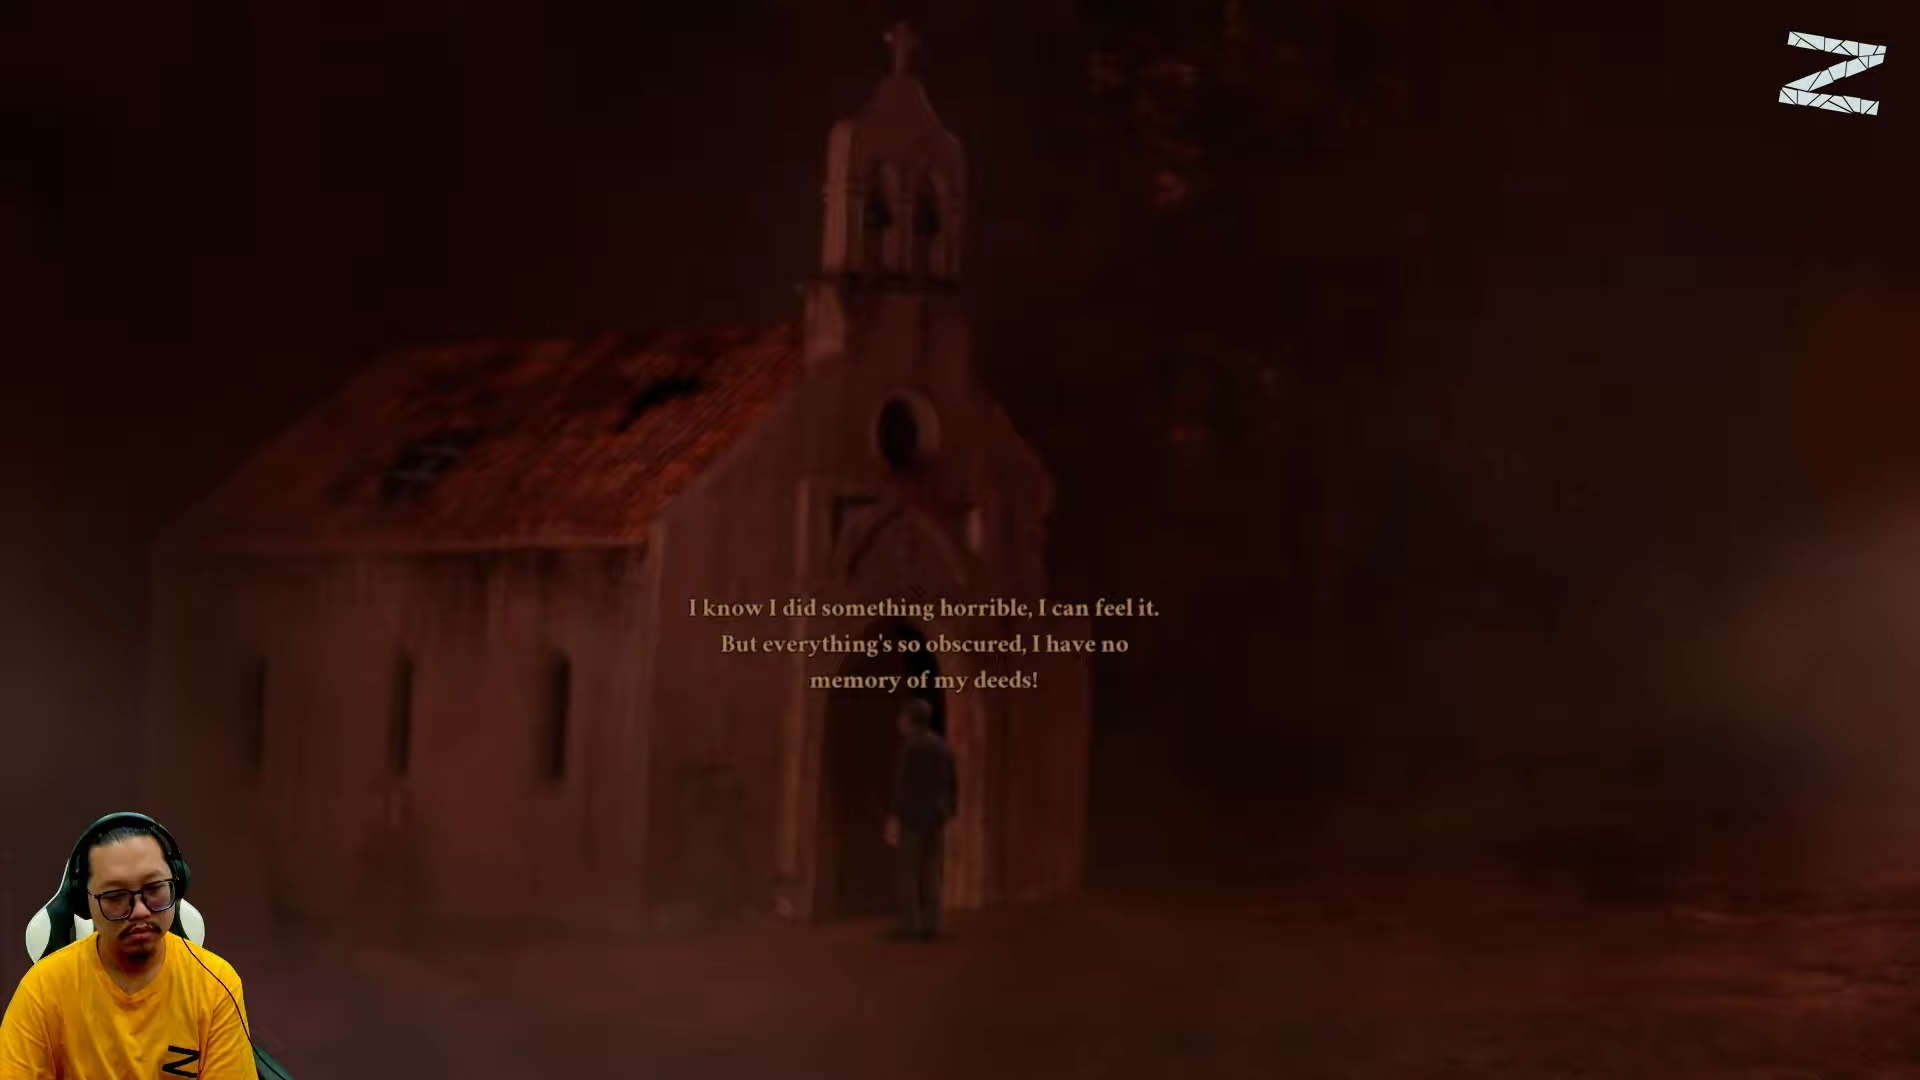 Z
I know I did something horrible, I can feel it.
But everything's so obscured, I have no
memory of my deeds!
Z